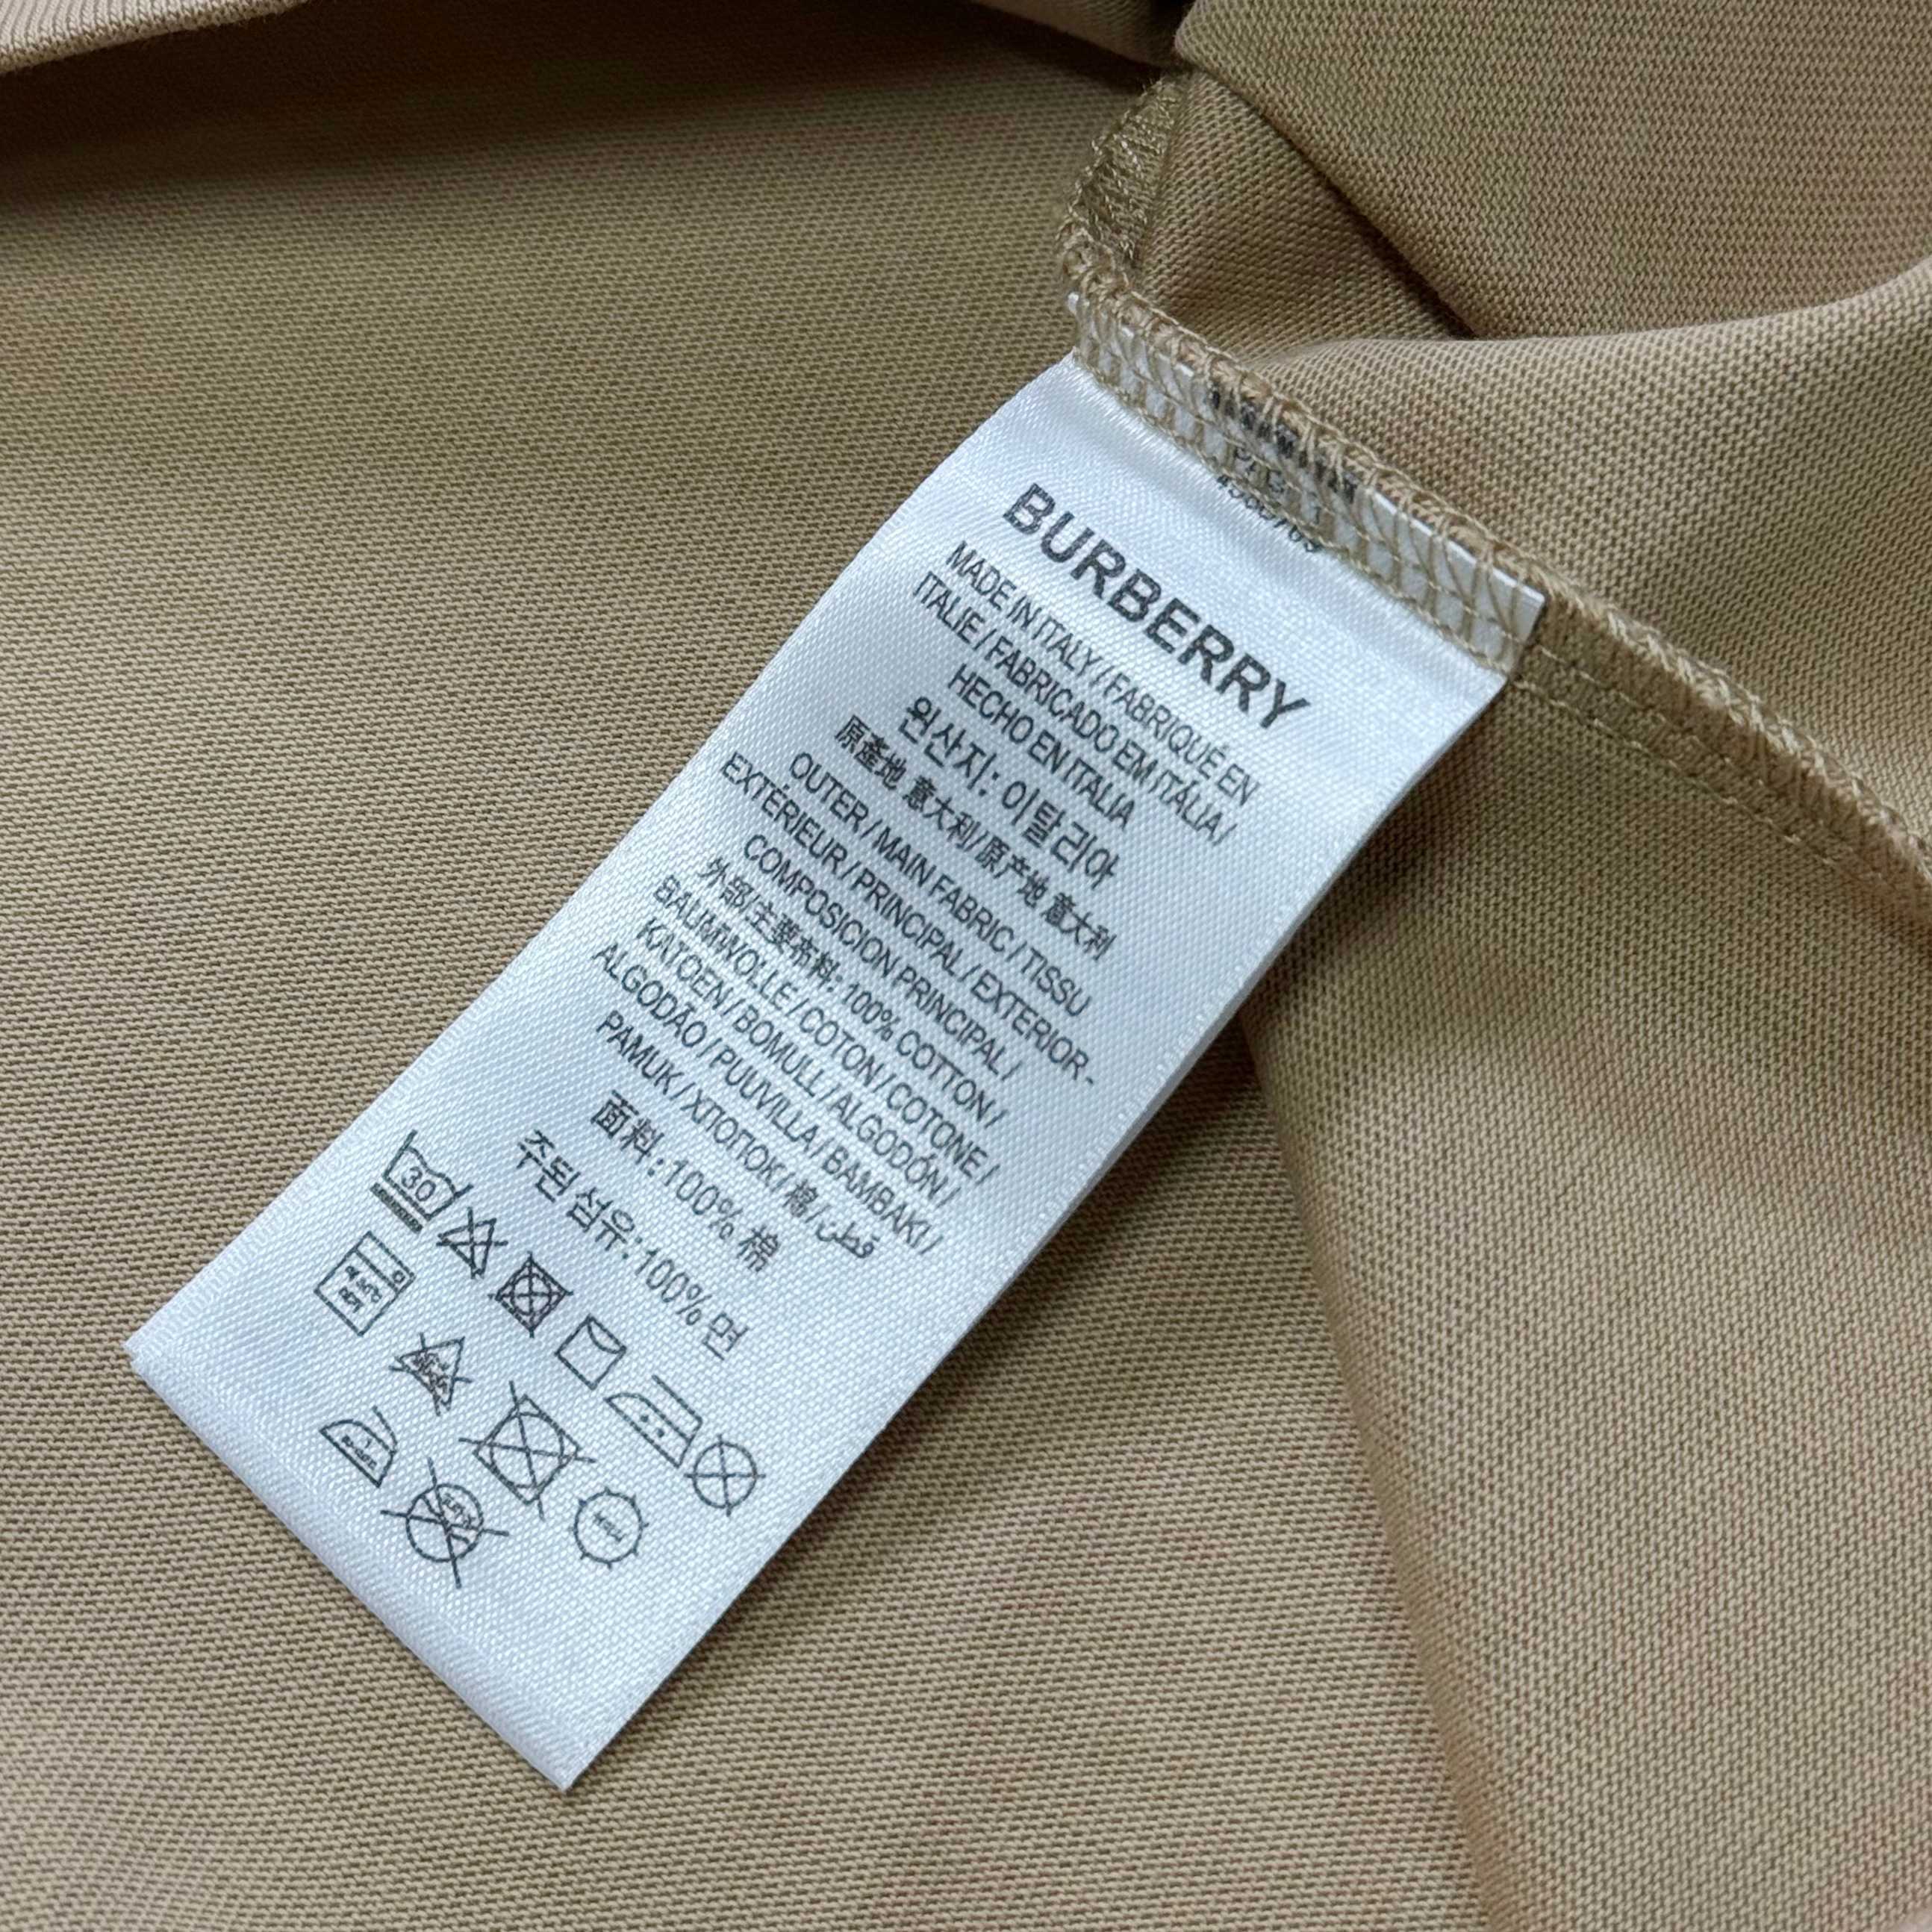 BURBERRY
MADE IN ITALY / FABRIQUÉ EN
ITALIE / FABRICADO EM ITÁLIA /
HECHO EN ITALIA
원산지: 이탈리아
原產地 意大利/原产地 意大利
OUTER / MAIN FABRIC / TISSU
EXTÉRIEUR / PRINCIPAL / EXTERIOR-
COMPOSICION PRINCIPAL /
外部/主要布料: 100% COTTON /
BAUMWOLLE / COTON / COTONE /
KATOEN / BOMULL / ALGODÓN /
ALGODÃO / PUUVILLA / BAMBAKI /
PAMUK / ХПОПОК / 棉 / قطن
面料: 100% 棉
주된 섬유: 100% 면
30